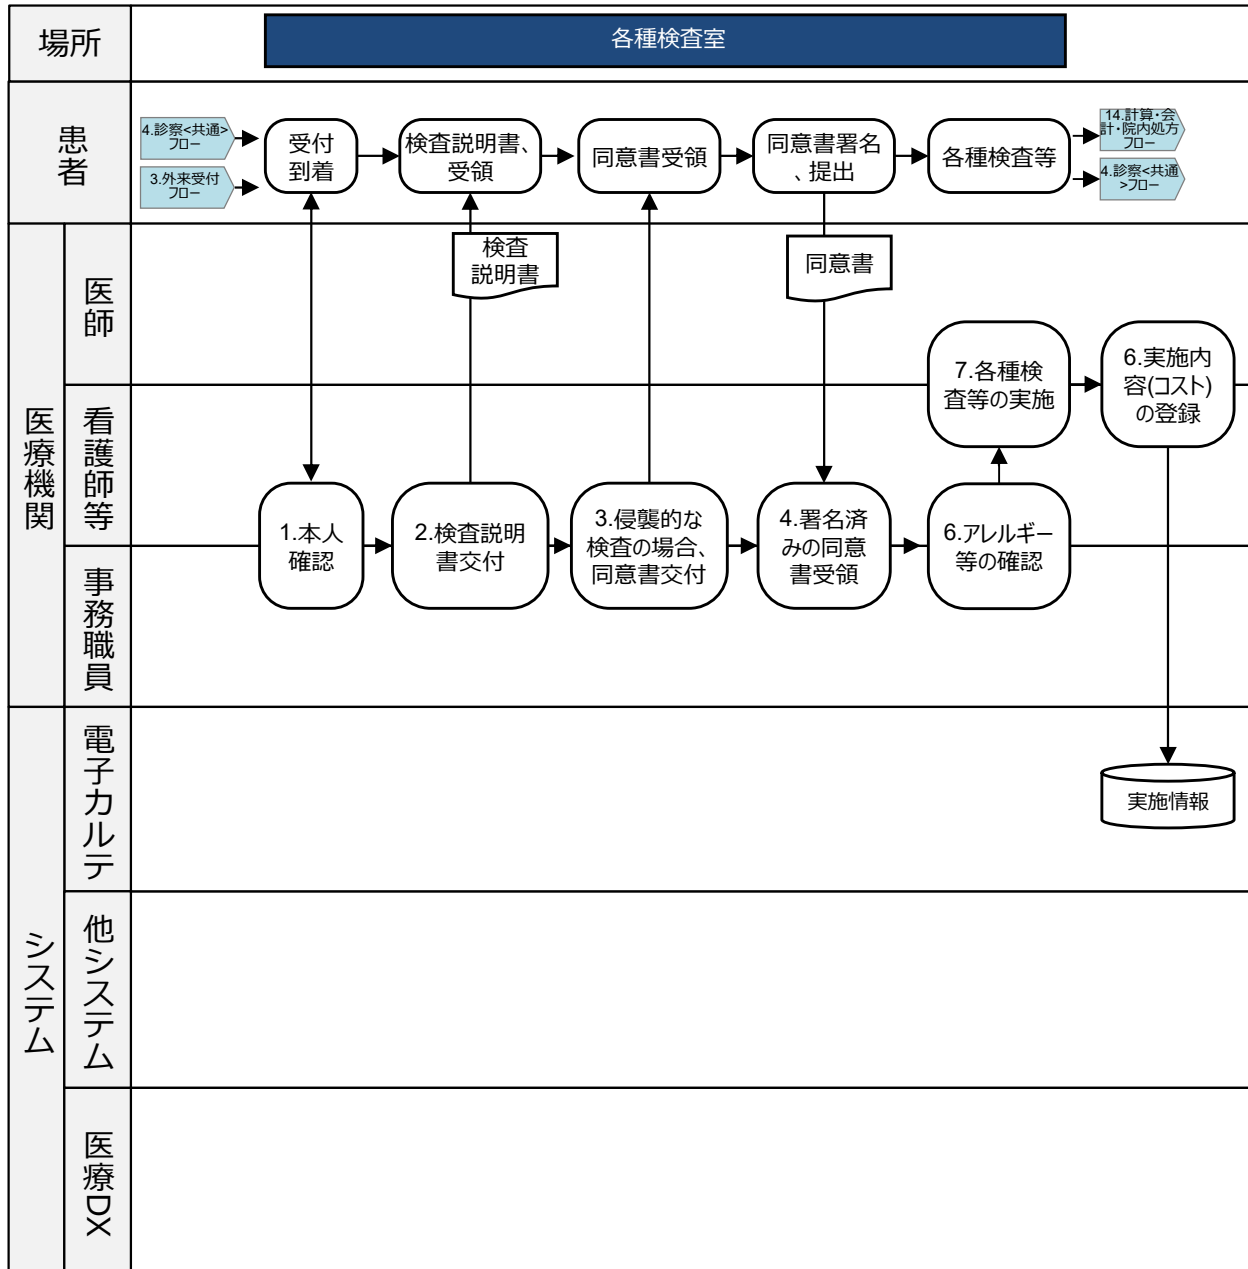 場所
各種検査室
患者
4.診察<共通>
フロー
3.外来受付
フロー
受付
到着
検査説明書、
受領
同意書受領
同意書署名
、提出
各種検査等
14.計算・会
計・院内処方
フロー
4.診察<共通
>フロー
医療機関
医師
検査
説明書
同意書
7.各種検
査等の実施
6.実施内
容(コスト)
の登録
看護師等
1.本人
確認
2.検査説明
書交付
3.侵襲的な
検査の場合、
同意書交付
4.署名済
みの同意
書受領
6.アレルギー
等の確認
事務職員
システム
電子カルテ
実施情報
他システム
医療DX